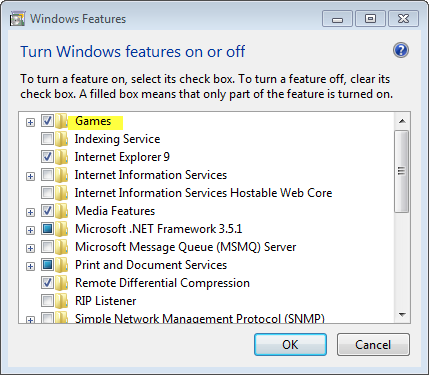 Windows Features
Turn Windows features on or off
To turn a feature on, select its check box. To turn a feature off, clear its
check box. A filled box means that only part of the feature is turned on.
Games
Indexing Service
Internet Explorer 9
Internet Information Services
Internet Information Services Hostable Web Core
Media Features
Microsoft .NET Framework 3.5.1
Microsoft Message Queue (MSMQ) Server
Print and Document Services
Remote Differential Compression
RIP Listener
Simple Network Management Protocol (SNMP)
OK Cancel